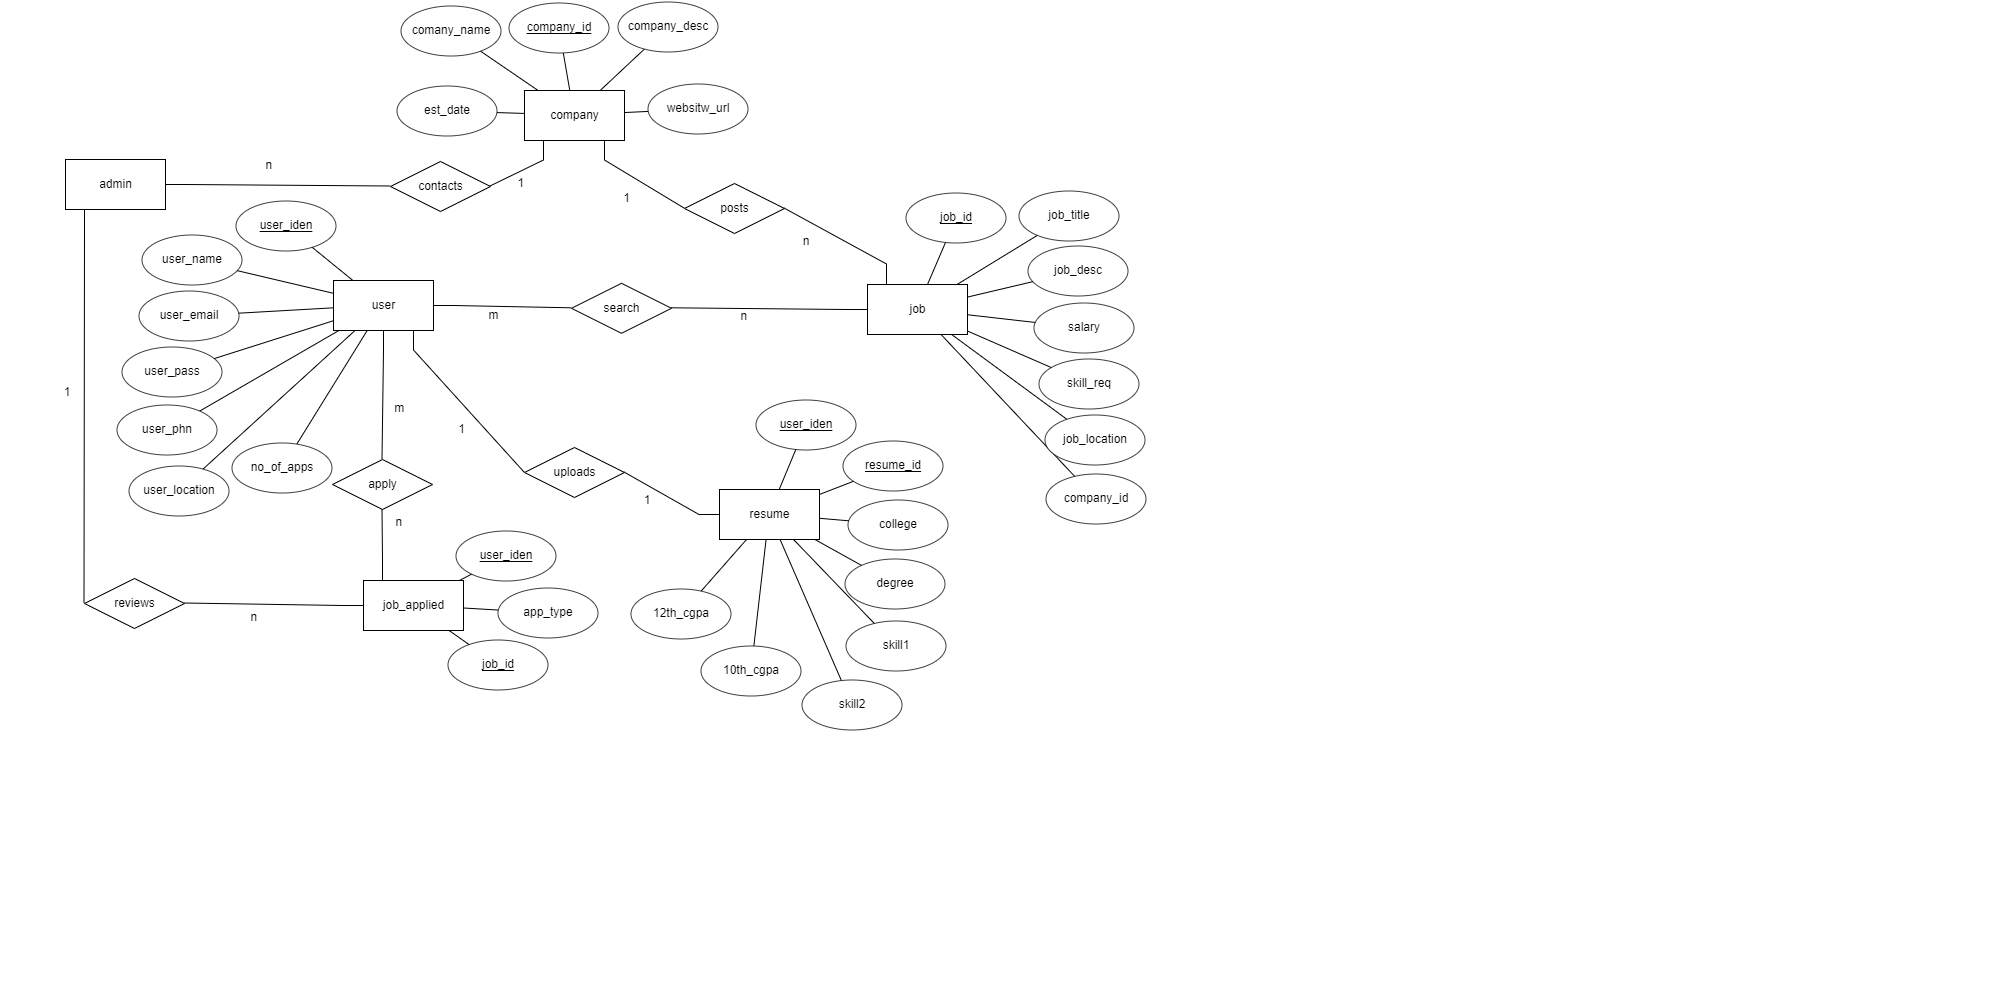 comany_name
company_id
company_desc
est_date
company
websitw_url
admin
n
contacts
1
1
posts
n
user_iden
user_name
user_email
user_pass
user_phn
user_location
no_of_apps
user
m
search
n
job
job_id
job_title
job_desc
salary
skill_req
job_location
company_id
1
m
apply
n
1
uploads
1
resume
user_iden
resume_id
college
degree
skill1
skill2
10th_cgpa
12th_cgpa
reviews
n
job_applied
user_iden
app_type
job_id